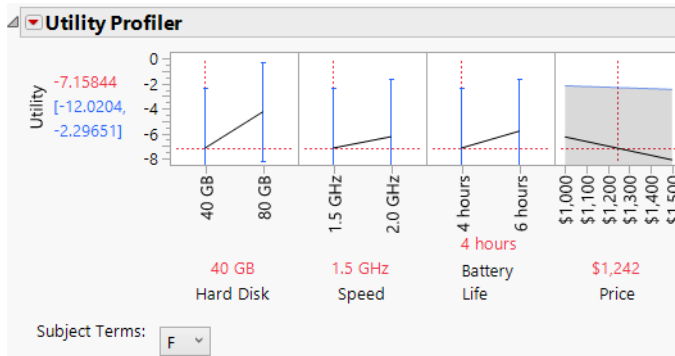 Utility Profiler
Utility
-7.15844
[-12.0204,
-2.29651]
0
-2
-4
-6
-8
40 GB
80 GB
1.5 GHz
2.0 GHz
4 hours
6 hours
$1,000
$1,100
$1,200
$1,300
$1,400
$1,500
40 GB
Hard Disk
1.5 GHz
Speed
4 hours
Battery
Life
$1,242
Price
Subject Terms:
F